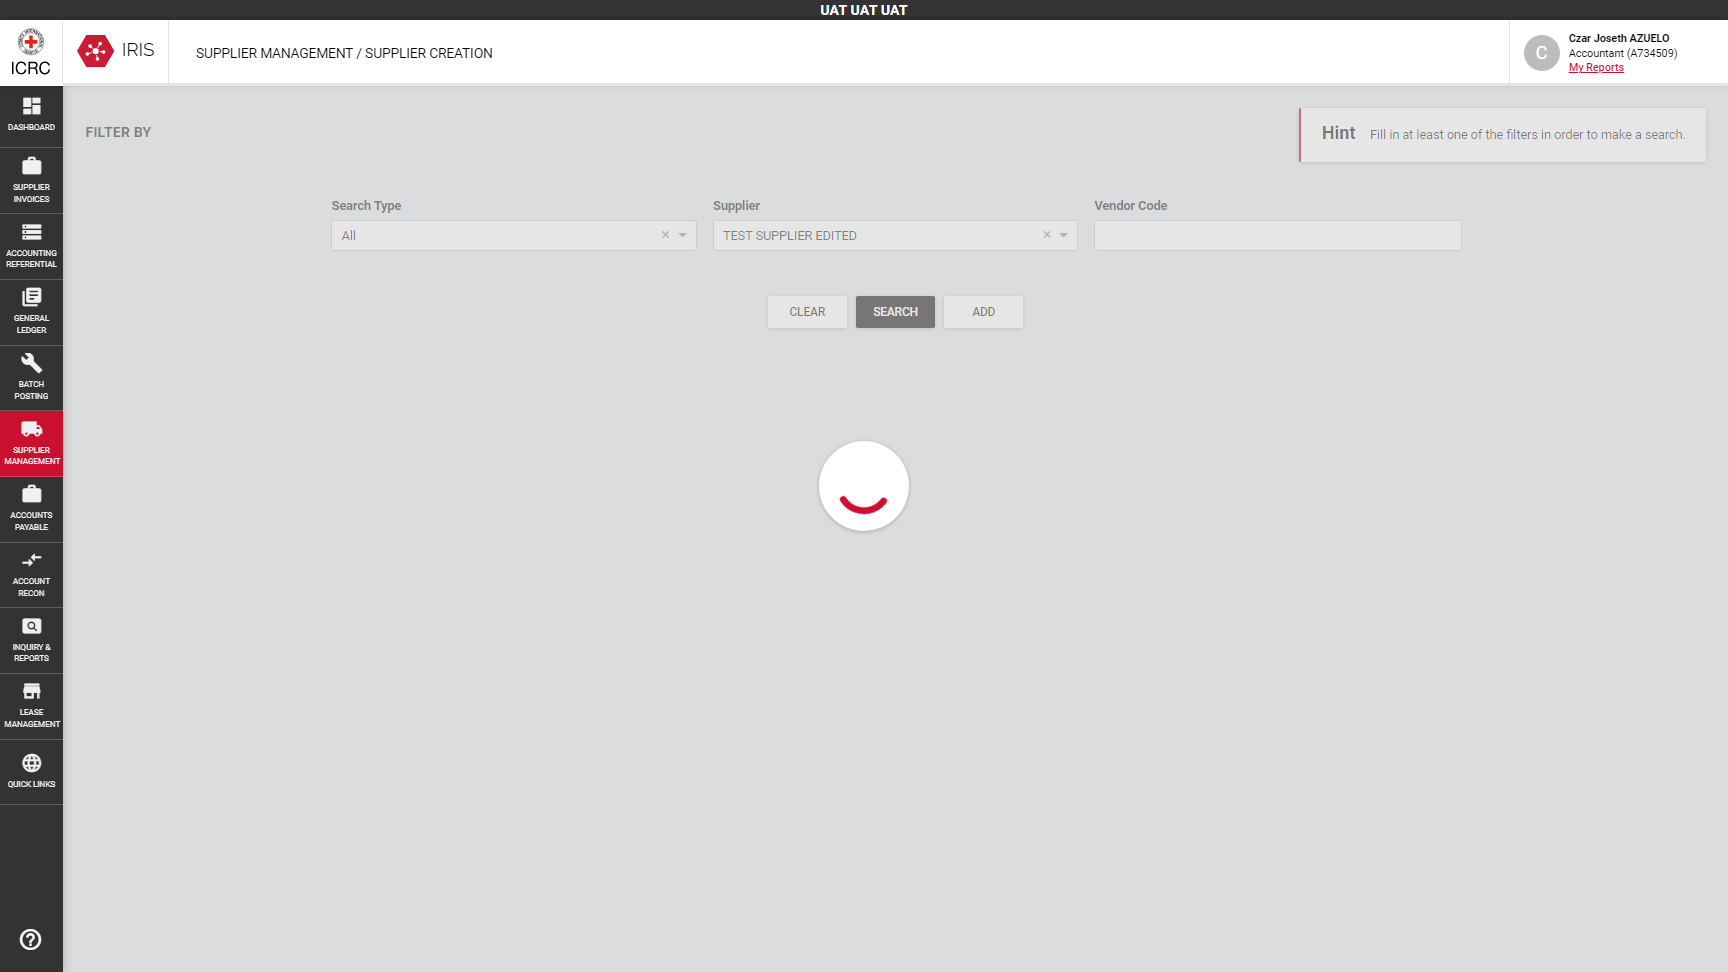 UAT UAT UAT
ICRC
IRIS
SUPPLIER MANAGEMENT / SUPPLIER CREATION
C
Czar Joseth AZUELO
Accountant (A734509)
My Reports
DASHBOARD
SUPPLIER
INVOICES
ACCOUNTING
REFERENTIAL
GENERAL
LEDGER
BATCH
POSTING
SUPPLIER
MANAGEMENT
ACCOUNTS
PAYABLE
ACCOUNT
RECON
INQUIRY &
REPORTS
LEASE
MANAGEMENT
QUICK LINKS
FILTER BY
Hint Fill in at least one of the filters in order to make a search.
Search Type
All
Supplier
TEST SUPPLIER EDITED
Vendor Code
CLEAR
SEARCH
ADD